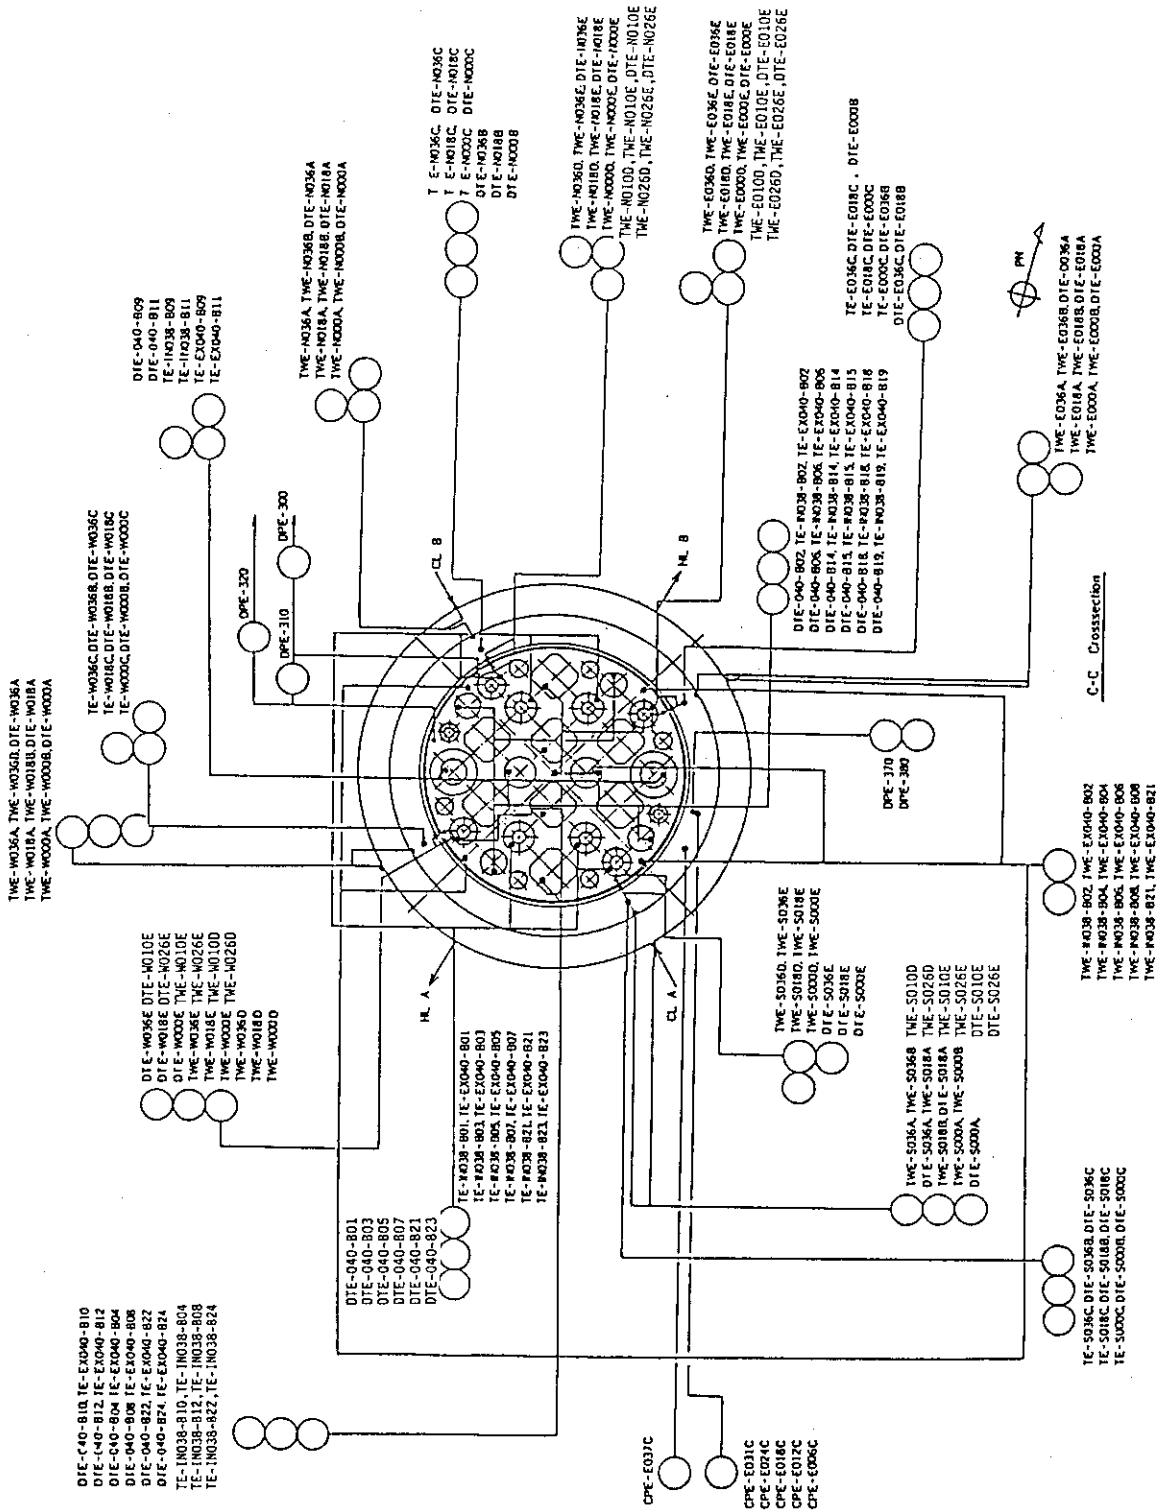 TWE-W036A, TWE-W036D, DTE-W036A
TWE-W018A, TWE-W018B, DTE-W018A
TWE-W000A, TWE-W000B, DTE-W000A
TE-W036C, DTE-W036B, DTE-W036C
TE-W018C, DTE-W018B, DTE-W018C
TE-W000C, DTE-W000B, DTE-W000C
DTE-040-B09
DTE-040-B11
TE-IN038-B09
TE-IN038-B11
TE-EX040-B09
TE-EX040-B11
DPE-320
DPE-310
DPE-300
TWE-N036A, TWE-N036B, DTE-N036A
TWE-N018A, TWE-N018B, DTE-N018A
TWE-N000A, TWE-N000B, DTE-N000A
T E-N036C, DTE-N036C
T E-N018C, DTE-N018C
T E-N000C DTE-N000C
DTE-N036B
DTE-N018B
DTE-N000B
TWE-N036D, TWE-N036E, DTE-N036E
TWE-N018D, TWE-N018E, DTE-N018E
TWE-N000D, TWE-N000E, DTE-N000E
TWE-N010D, TWE-N010E, DTE-N010E
TWE-N026D, TWE-N026E, DTE-N026E
TWE-E036D, TWE-E036E, DTE-E036E
TWE-E018D, TWE-E018E, DTE-E018E
TWE-E000D, TWE-E000E, DTE-E000E
TWE-E010D, TWE-E010E, DTE-E010E
TWE-E026D, TWE-E026E, DTE-E026E
TE-E036C, DTE-E018C, DTE-E000B
TE-E018C, DTE-E000C
TE-E000C, DTE-E036B
DTE-E036C, DTE-E018B
PN
TWE-E036A, TWE-E036B, DTE-O036A
TWE-E018A, TWE-E018B, DTE-E018A
TWE-E000A, TWE-E000B, DTE-E000A
DTE-040-B02, TE-IN038-B02, TE-EX040-B02
DTE-040-B06, TE-IN038-B06, TE-EX040-B06
DTE-040-B14, TE-IN038-B14, TE-EX040-B14
DTE-040-B15, TE-IN038-B15, TE-EX040-B15
DTE-040-B18, TE-IN038-B18, TE-EX040-B18
DTE-040-B19, TE-IN038-B19, TE-EX040-B19
C-C Crosssection
CL B
HL B
HL A
CL A
DPE-370
DPE-380
TWE-IN038-B02, TWE-EX040-B02
TWE-IN038-B04, TWE-EX040-B04
TWE-IN038-B06, TWE-EX040-B06
TWE-IN038-B08, TWE-EX040-B08
TWE-IN038-B21, TWE-EX040-B21
DTE-W036E DTE-W010E
DTE-W018E DTE-W026E
DTE-W000E TWE-W010E
TWE-W036E TWE-W026E
TWE-W018E TWE-W010D
TWE-W000E TWE-W026D
TWE-W036D
TWE-W018D
TWE-W000D
DTE-040-B01
DTE-040-B03
DTE-040-B05
DTE-040-B07
DTE-040-B21
DTE-040-B23
TE-IN038-B01, TE-EX040-B01
TE-IN038-B03, TE-EX040-B03
TE-IN038-B05, TE-EX040-B05
TE-IN038-B07, TE-EX040-B07
TE-IN038-B21, TE-EX040-B21
TE-IN038-B23, TE-EX040-B23
TWE-S036D, TWE-S036E
TWE-S018D, TWE-S018E
TWE-S000D, TWE-S000E
DTE-S036E
DTE-S018E
DTE-S000E
TWE-S036A, TWE-S036B TWE-S010D
DTE-S036A, TWE-S018A TWE-S026D
TWE-S018B, DTE-S018A TWE-S010E
TWE-S000A, TWE-S000B TWE-S026E
DTE-S000A, DTE-S010E
DTE-S026E
TE-S036C, DTE-S036B, DTE-S036C
TE-S018C, DTE-S018B, DTE-S018C
TE-S000C, DTE-S000B, DTE-S000C
DTE-C40-B10, TE-EX040-B10
DTE-C40-B12, TE-EX040-B12
DTE-040-B04 TE-EX040-B04
DTE-040-B08 TE-EX040-B08
DTE-040-B22, TE-EX040-B22
DTE-040-B24, TE-EX040-B24
TE-IN038-B10, TE-IN038-B04
TE-IN038-B12, TE-IN038-B08
TE-IN038-B22, TE-IN038-B24
CPE-E037C
CPE-E031C
CPE-E024C
CPE-E018C
CPE-E012C
CPE-E006C